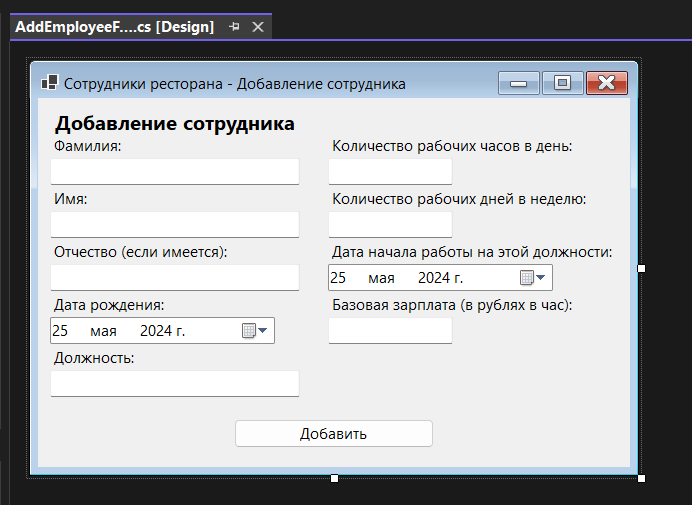 AddEmployeeF....cs [Design]
Сотрудники ресторана - Добавление сотрудника
Добавление сотрудника
Фамилия:
Имя:
Отчество (если имеется):
Дата рождения:
25 мая 2024 г.
Должность:
Количество рабочих часов в день:
Количество рабочих дней в неделю:
Дата начала работы на этой должности:
25 мая 2024 г.
Базовая зарплата (в рублях в час):
Добавить